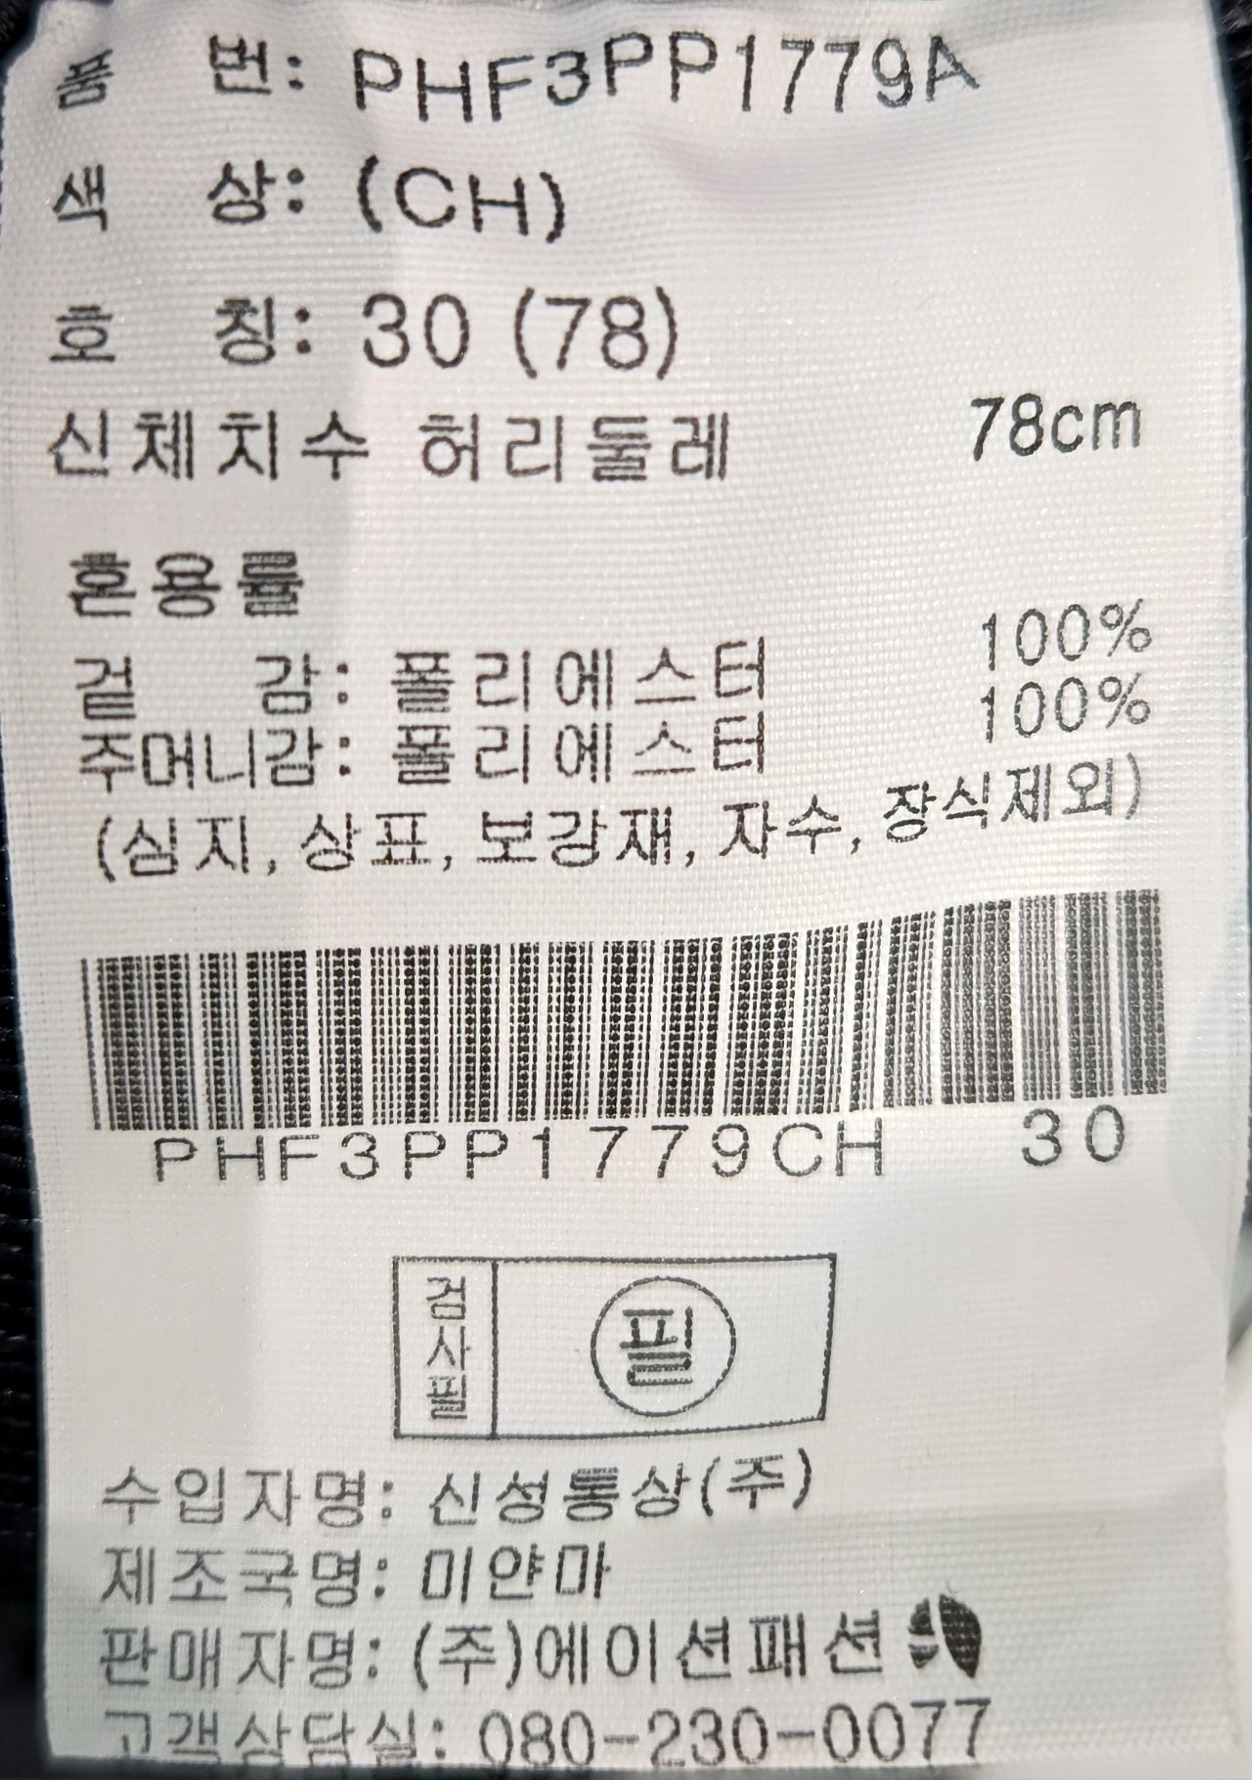 품 번: PHF3PP1779A
색 상: (CH)
호 칭: 30 (78)
신체치수 허리둘레 78cm
혼용률
겉 감: 폴리에스터 100%
주머니감: 폴리에스터 100%
(심지, 상표, 보강재, 자수, 장식제외)
PHF3PP1779CH 30
검사필 필
수입자명: 신성통상(주)
제조국명: 미얀마
판매자명: (주)에이션패션
고객상담실: 080-230-0077